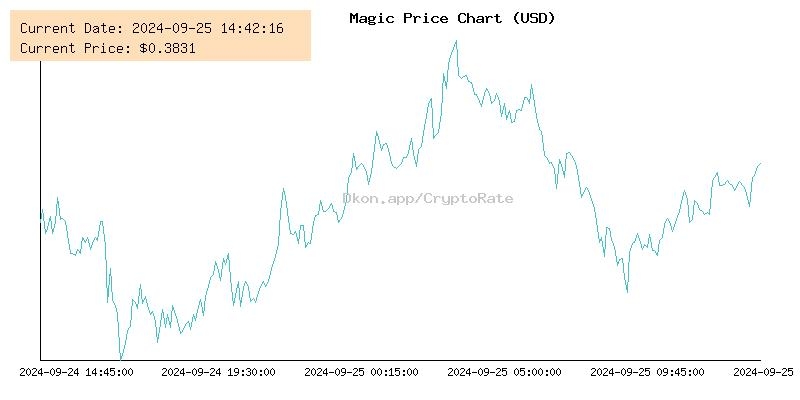 Magic Price Chart (USD)
Current Date: 2024-09-25 14:42:16
Current Price: $0.3831
Dkon.app/CryptoRate
2024-09-24 14:45:00 2024-09-24 19:30:00 2024-09-25 00:15:00 2024-09-25 05:00:00 2024-09-25 09:45:00 2024-09-25